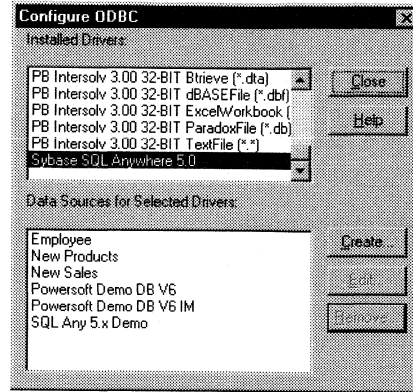 Configure ODBC
Installed Drivers:
PB Intersolv 3.00 32-BIT Btrieve (*.dta)
PB Intersolv 3.00 32-BIT dBASEFile (*.dbf)
PB Intersolv 3.00 32-BIT ExcelWorkbook (
PB Intersolv 3.00 32-BIT ParadoxFile (*.db)
PB Intersolv 3.00 32-BIT TextFile (*.*)
Sybase SQL Anywhere 5.0
Close
Help
Data Sources for Selected Drivers:
Employee
New Products
New Sales
Powersoft Demo DB V6
Powersoft Demo DB V6 IM
SQL Any 5.x Demo
Create...
Edit...
Remove...